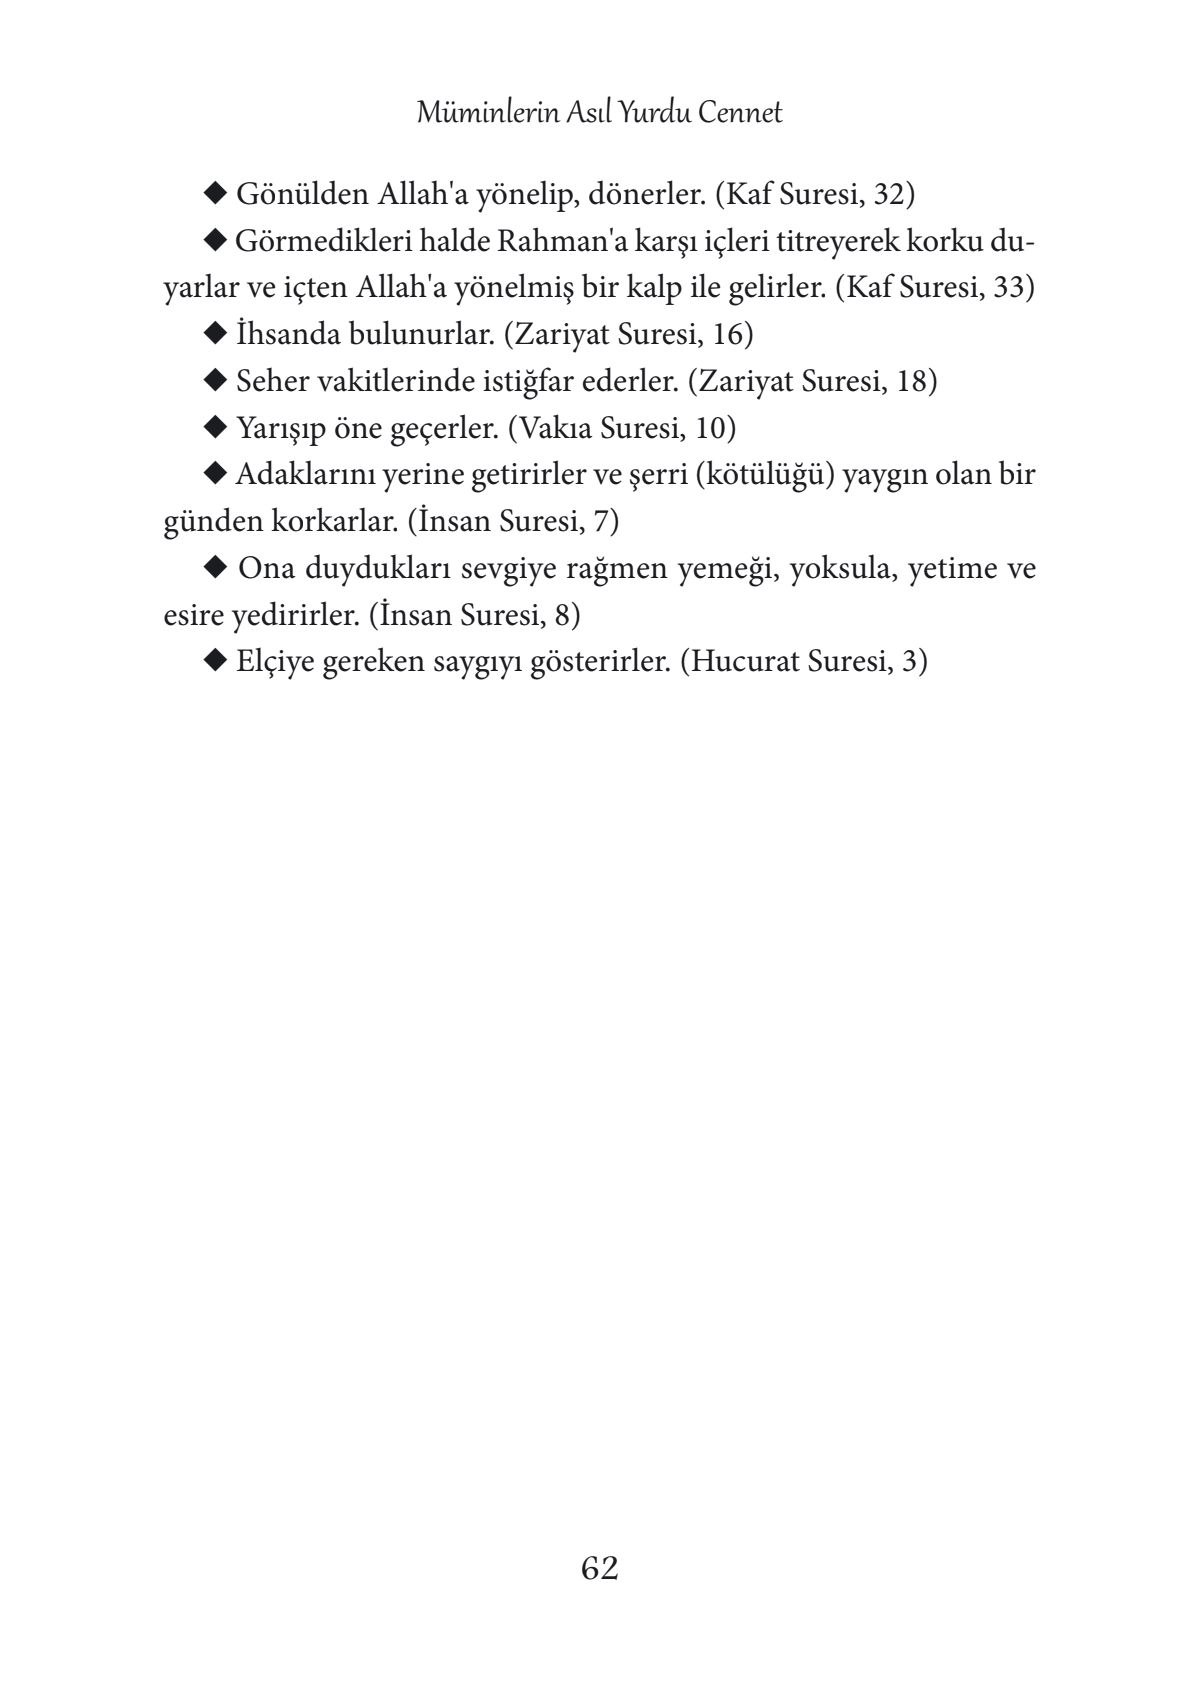 Müminlerin Asıl Yurdu Cennet
◆ Gönülden Allah'a yönelip, dönerler. (Kaf Suresi, 32)
◆ Görmedikleri halde Rahman'a karşı içleri titreyerek korku du-
yarlar ve içten Allah'a yönelmiş bir kalp ile gelirler. (Kaf Suresi, 33)
◆ İhsanda bulunurlar. (Zariyat Suresi, 16)
◆ Seher vakitlerinde istiğfar ederler. (Zariyat Suresi, 18)
◆ Yarışıp öne geçerler. (Vakıa Suresi, 10)
◆ Adaklarını yerine getirirler ve şerri (kötülüğü) yaygın olan bir
günden korkarlar. (İnsan Suresi, 7)
◆ Ona duydukları sevgiye rağmen yemeği, yoksula, yetime ve
esire yedirirler. (İnsan Suresi, 8)
◆ Elçiye gereken saygıyı gösterirler. (Hucurat Suresi, 3)
62